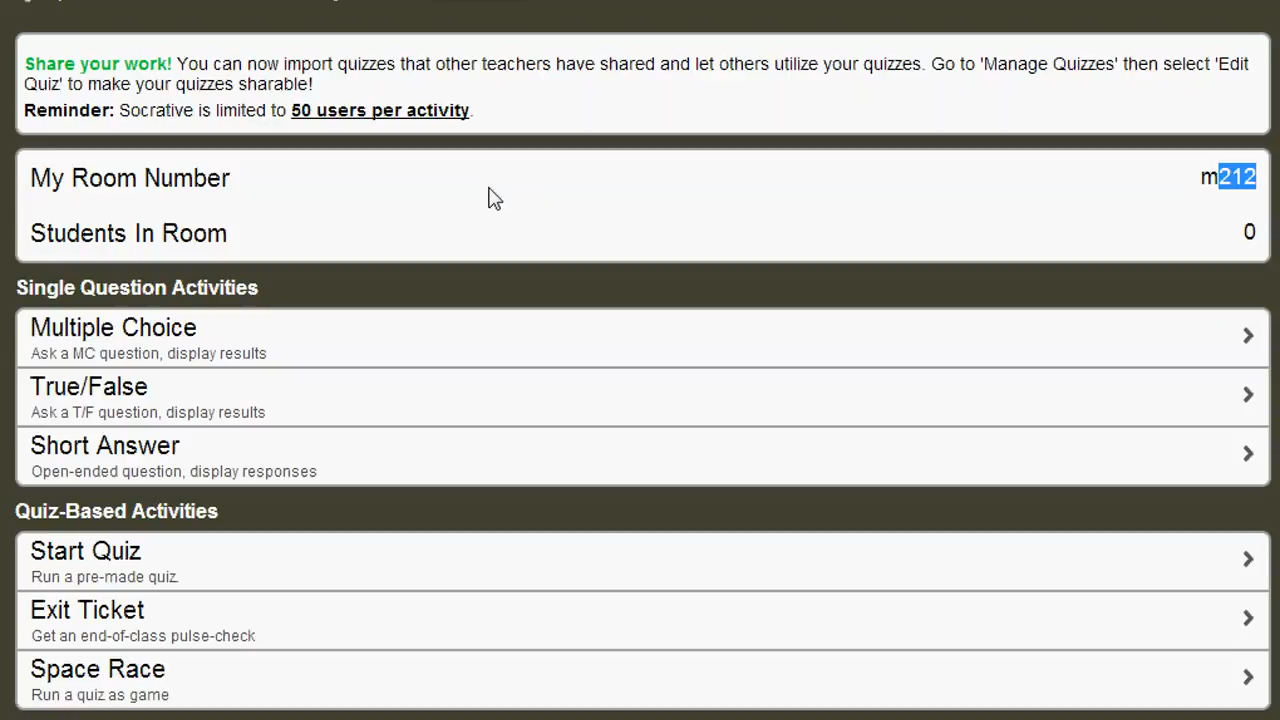 Share your work! You can now import quizzes that other teachers have shared and let others utilize your quizzes. Go to 'Manage Quizzes' then select 'Edit
Quiz' to make your quizzes sharable!
Reminder: Socrative is limited to 50 users per activity.
My Room Number m212
Students In Room 0
Single Question Activities
Multiple Choice
Ask a MC question, display results
True/False
Ask a T/F question, display results
Short Answer
Open-ended question, display responses
Quiz-Based Activities
Start Quiz
Run a pre-made quiz.
Exit Ticket
Get an end-of-class pulse-check
Space Race
Run a quiz as game